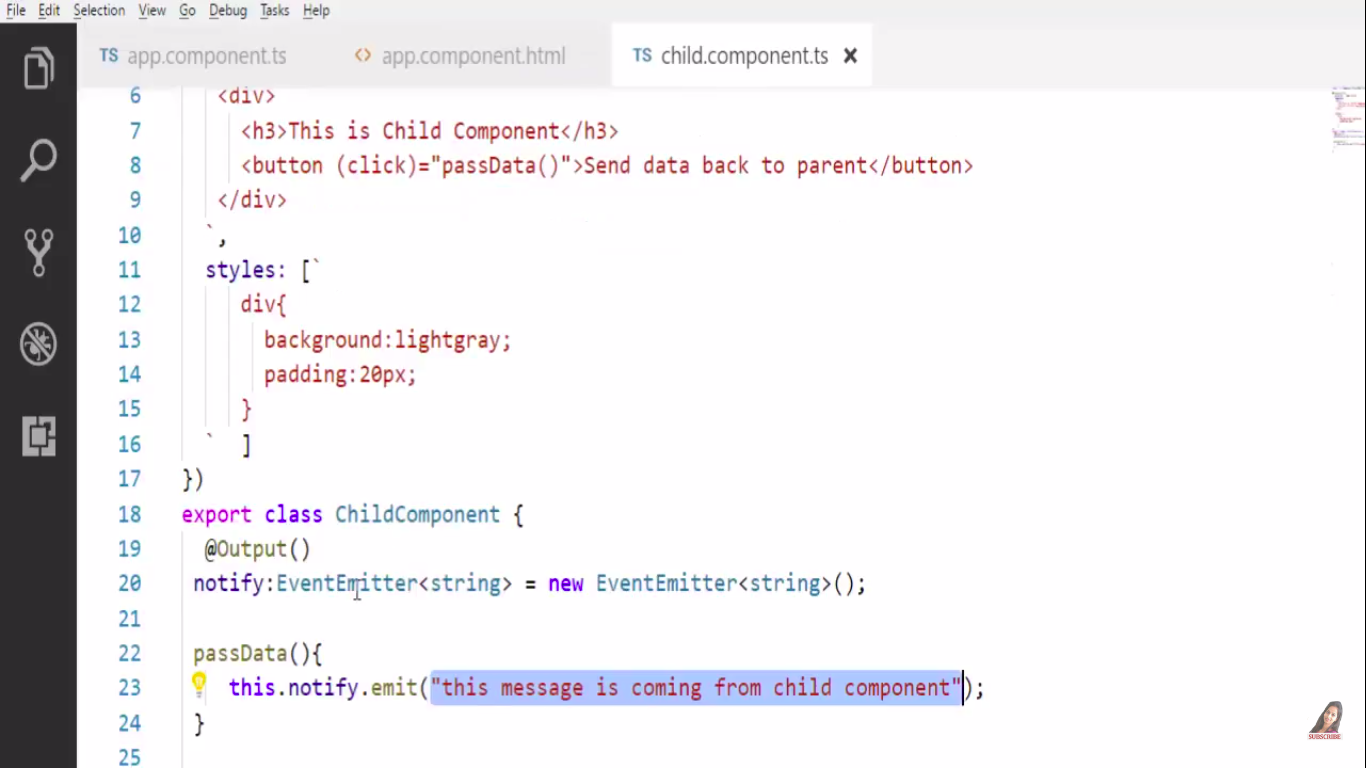 File Edit Selection View Go Debug Tasks Help
TS app.component.ts <> app.component.html TS child.component.ts ×
6 <div>
7 <h3>This is Child Component</h3>
8 <button (click)="passData()">Send data back to parent</button>
9 </div>
10 `,
11 styles: [`
12 div{
13 background:lightgray;
14 padding:20px;
15 }
16 ` ]
17 })
18 export class ChildComponent {
19 @Output()
20 notify:EventEmitter<string> = new EventEmitter<string>();
21
22 passData(){
23 this.notify.emit("this message is coming from child component");
24 }
25
SUBSCRIBE